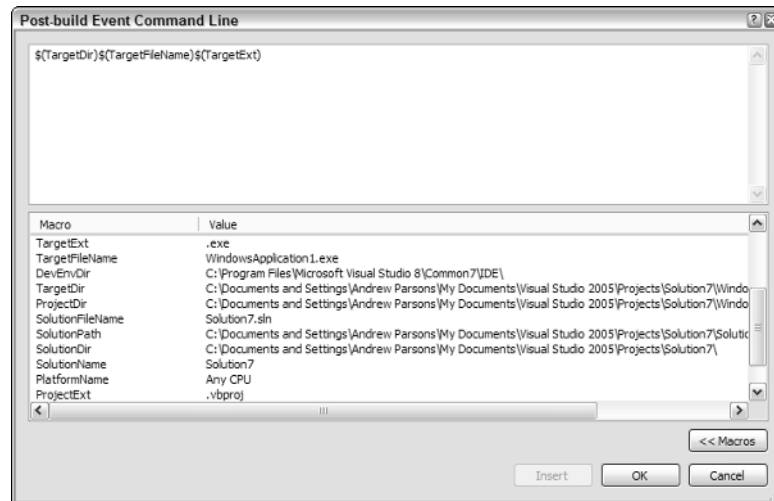 Post-build Event Command Line
$(TargetDir)$(TargetFileName)$(TargetExt)
Macro Value
TargetExt .exe
TargetFileName WindowsApplication1.exe
DevEnvDir C:\Program Files\Microsoft Visual Studio 8\Common7\IDE\
TargetDir C:\Documents and Settings\Andrew Parsons\My Documents\Visual Studio 2005\Projects\Solution7\Windo
ProjectDir C:\Documents and Settings\Andrew Parsons\My Documents\Visual Studio 2005\Projects\Solution7\Windo
SolutionFileName Solution7.sln
SolutionPath C:\Documents and Settings\Andrew Parsons\My Documents\Visual Studio 2005\Projects\Solution7\Solutic
SolutionDir C:\Documents and Settings\Andrew Parsons\My Documents\Visual Studio 2005\Projects\Solution7\
SolutionName Solution7
PlatformName Any CPU
ProjectExt .vbproj
<< Macros
Insert OK Cancel